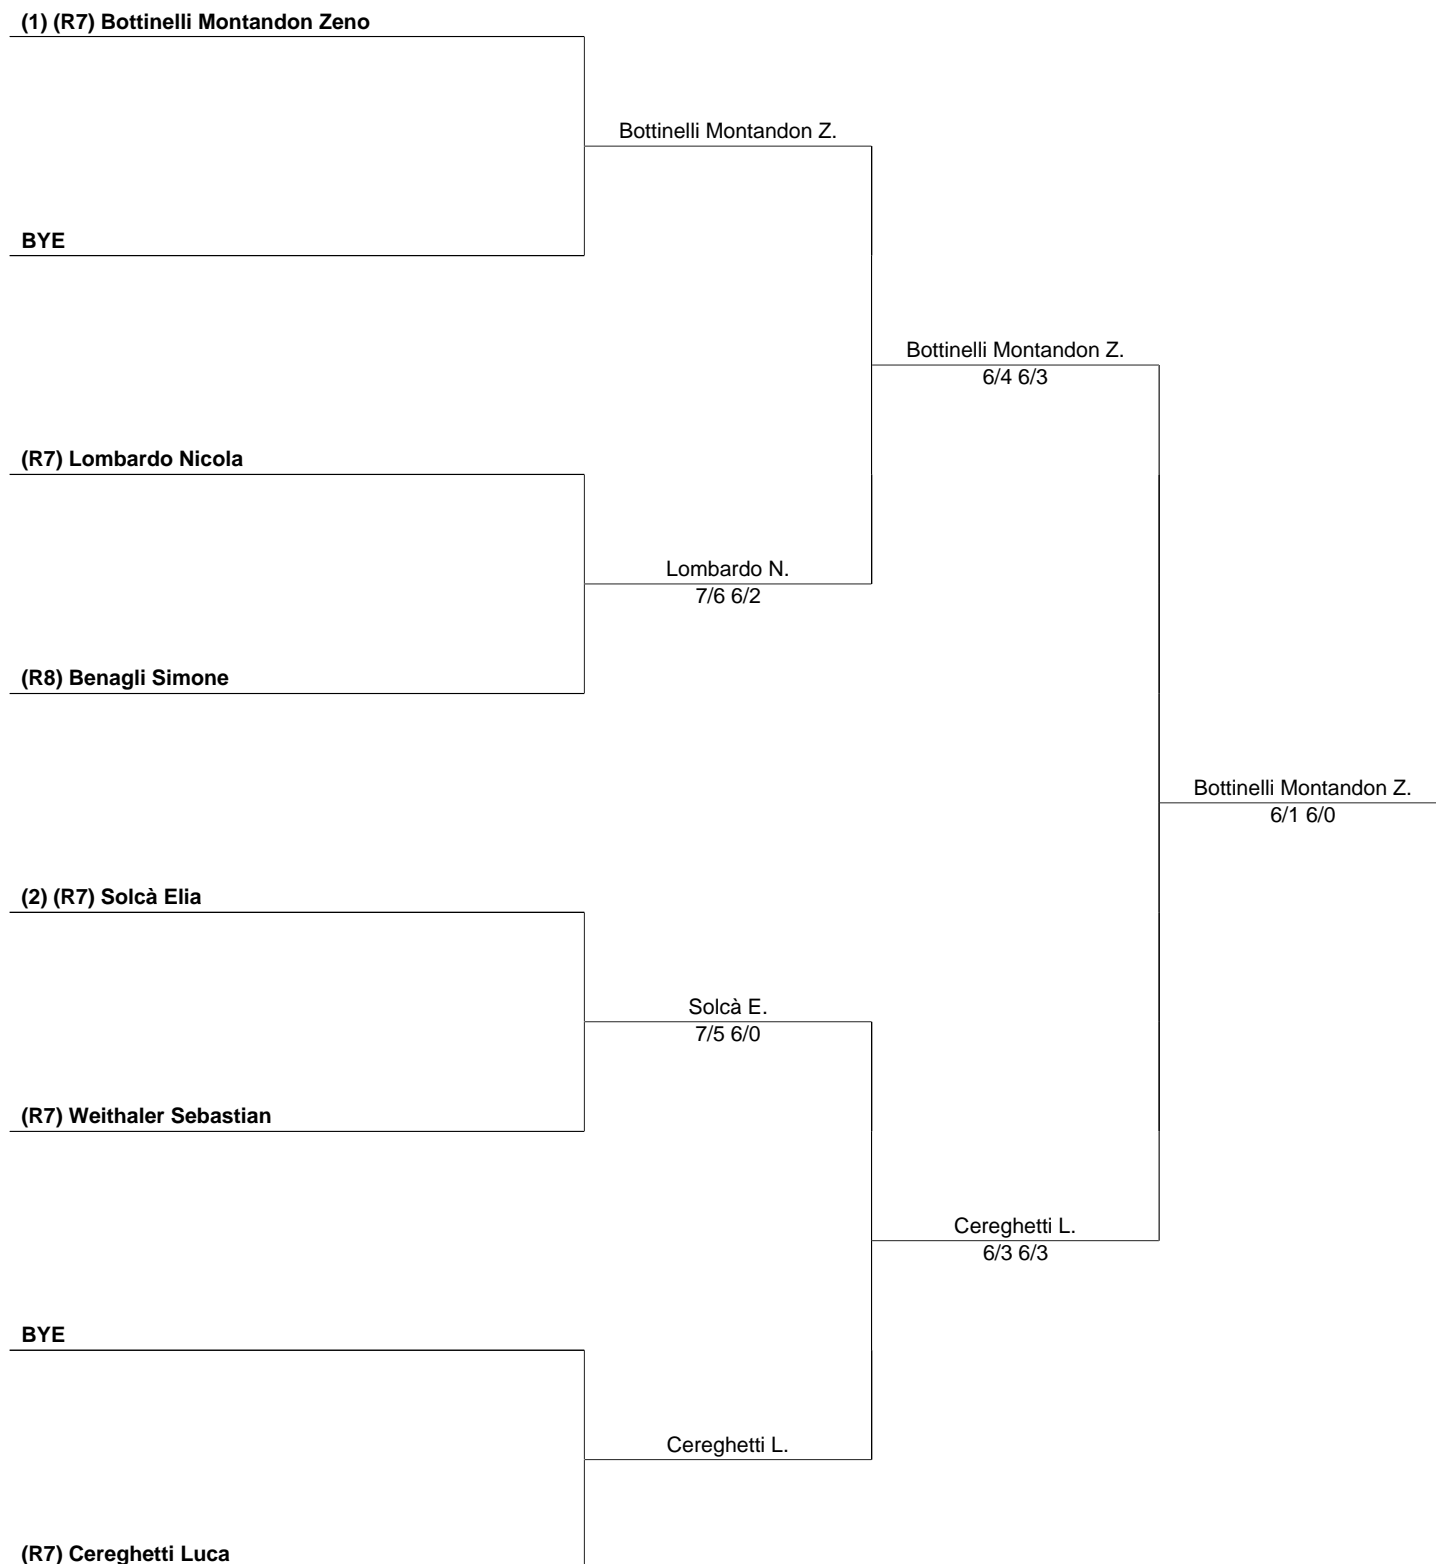 (1) (R7) Bottinelli Montandon Zeno
Bottinelli Montandon Z.
BYE
Bottinelli Montandon Z.
6/4 6/3
(R7) Lombardo Nicola
Lombardo N.
7/6 6/2
(R8) Benagli Simone
Bottinelli Montandon Z.
6/1 6/0
(2) (R7) Solcà Elia
Solcà E.
7/5 6/0
(R7) Weithaler Sebastian
Cereghetti L.
6/3 6/3
BYE
Cereghetti L.
(R7) Cereghetti Luca